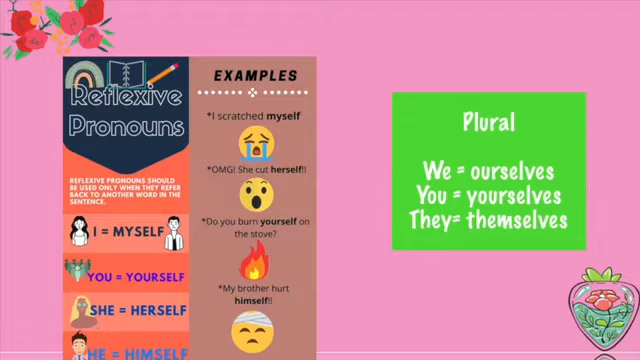 Reflexive
Pronouns
REFLEXIVE PRONOUNS SHOULD
BE USED ONLY WHEN THEY REFER
BACK TO ANOTHER WORD IN THE
SENTENCE.
I = MYSELF
YOU = YOURSELF
SHE = HERSELF
HE = HIMSELF
EXAMPLES
*I scratched myself
*OMG! She cut herself!!
*Do you burn yourself on
the stove?
*My brother hurt
himself!!
Plural
We = ourselves
You = yourselves
They= themselves